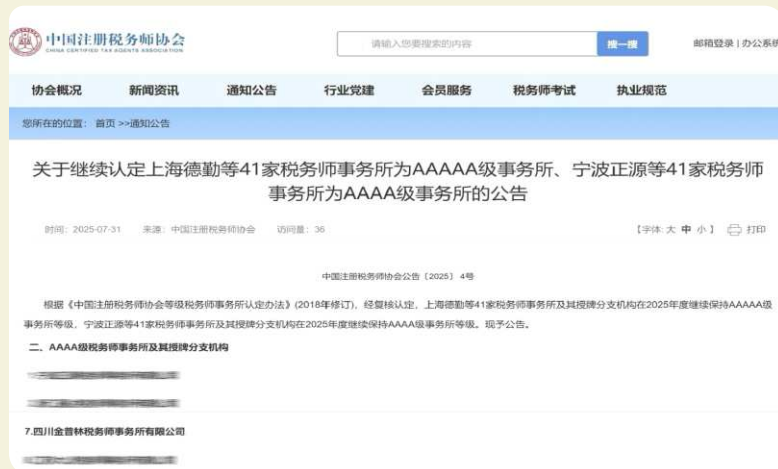 中国注册税务师协会
CHINA CERTIFIED TAX AGENTS ASSOCIATION
请输入您要搜索的内容
搜一搜
邮箱登录 | 办公系统
协会概况 新闻资讯 通知公告 行业党建 会员服务 税务师考试 执业规范
您所在的位置： 首页 >>通知公告
关于继续认定上海德勤等41家税务师事务所为AAAAA级事务所、宁波正源等41家税务师
事务所为AAAA级事务所的公告
时间：2025-07-31 来源：中国注册税务师协会 访问量：36 【字体: 大 中 小 】 打印
中国注册税务师协会公告〔2025〕4号
根据《中国注册税务师协会等级税务师事务所认定办法》(2018年修订)，经复核认定，上海德勤等41家税务师事务所及其授牌分支机构在2025年度继续保持AAAAA级
事务所等级，宁波正源等41家税务师事务所及其授牌分支机构在2025年度继续保持AAAA级事务所等级。现予公告。
二、AAAA级税务师事务所及其授牌分支机构
7.四川金普林税务师事务所有限公司